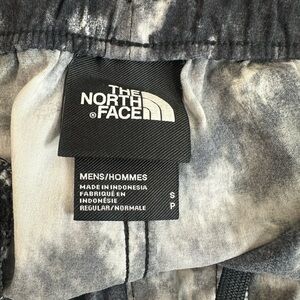 THE
NORTH
FACE
®
MENS/HOMMES
MADE IN INDONESIA
FABRIQUÉ EN
INDONÉSIE
REGULAR/NORMALE
S
P